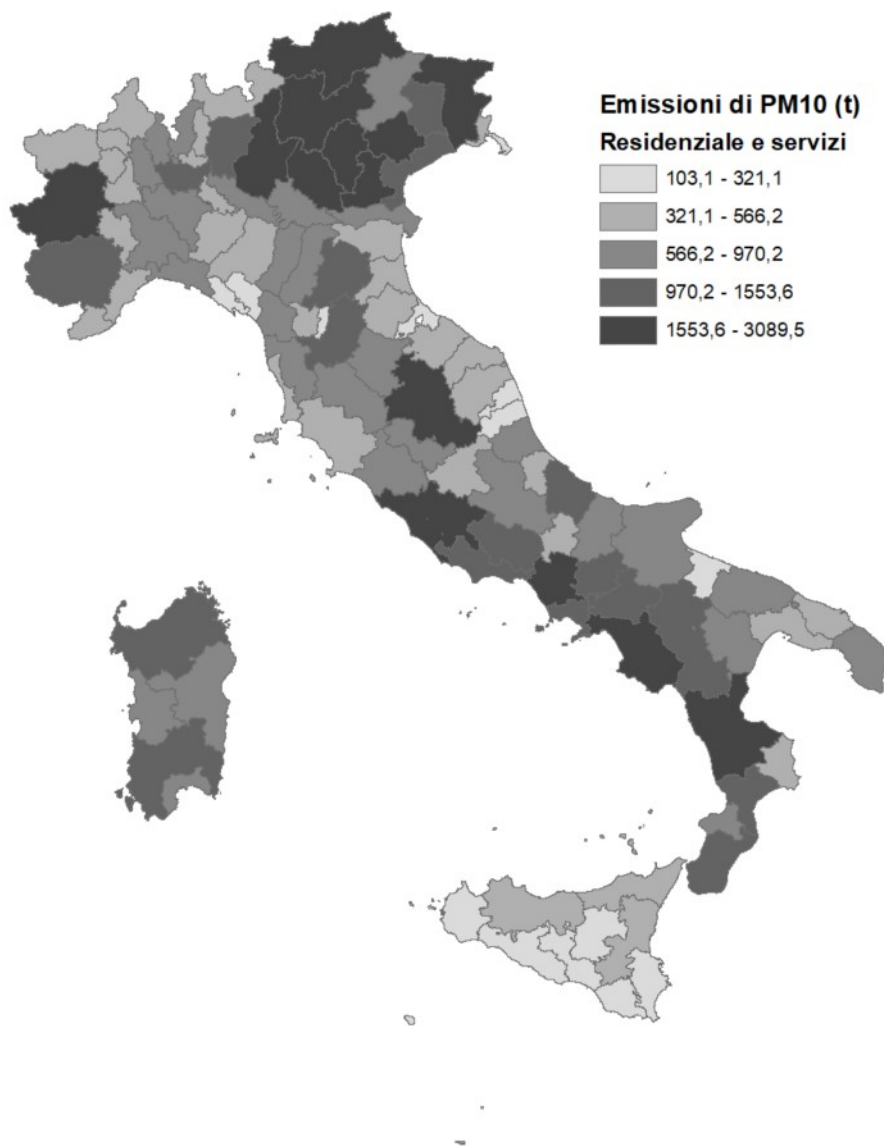 Emissioni di PM10 (t)
Residenziale e servizi
103,1 - 321,1
321,1 - 566,2
566,2 - 970,2
970,2 - 1553,6
1553,6 - 3089,5